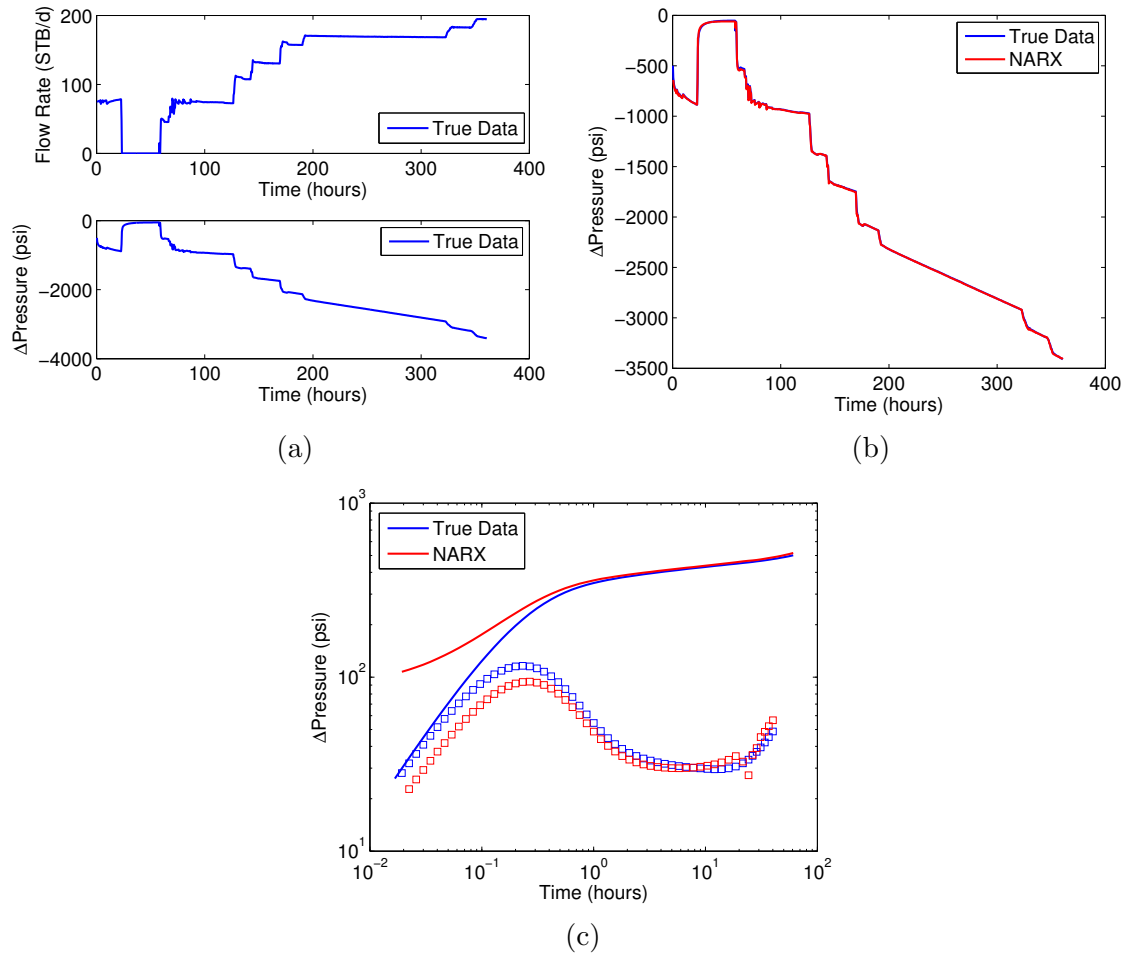 200
100
0
Flow Rate (STB/d)
0 100 200 300 400
Time (hours)
True Data
0
−2000
−4000
ΔPressure (psi)
0 100 200 300 400
Time (hours)
True Data
(a)
0
−500
−1000
−1500
−2000
−2500
−3000
−3500
ΔPressure (psi)
0 100 200 300 400
Time (hours)
True Data
NARX
(b)
10^3
10^2
10^1
ΔPressure (psi)
10^−2 10^−1 10^0 10^1 10^2
Time (hours)
True Data
NARX
(c)